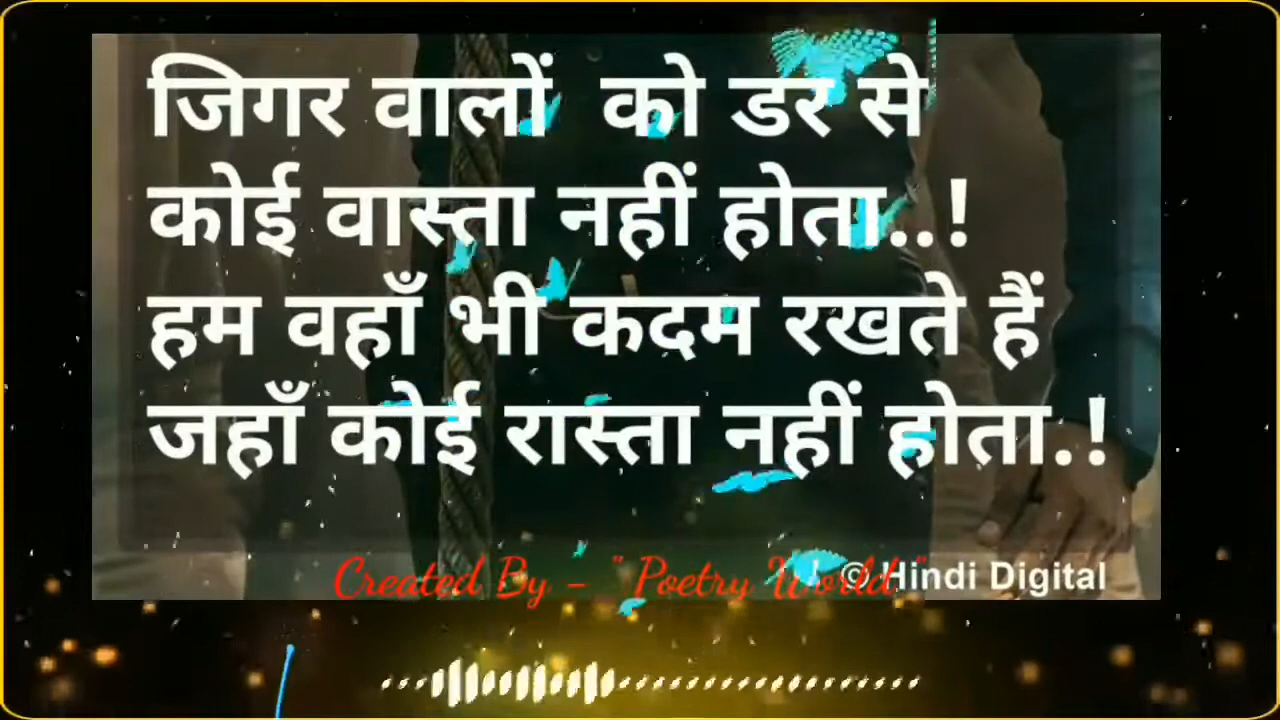 जिगर वालों को डर से
कोई वास्ता नहीं होता..!
हम वहाँ भी कदम रखते हैं
जहाँ कोई रास्ता नहीं होता.!
Created By - " Poetry World "
© Hindi Digital